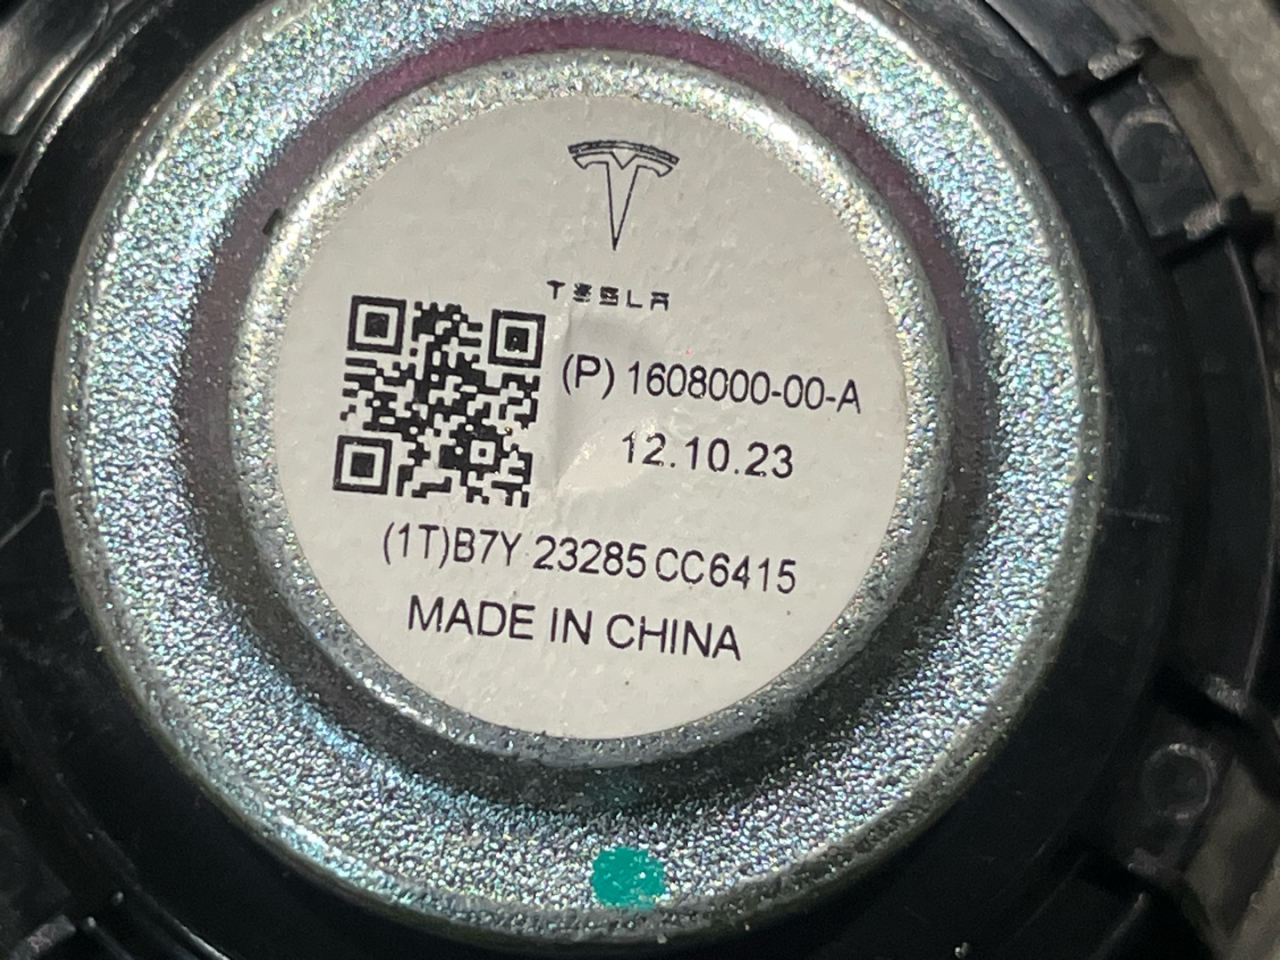 TESLA
(P) 1608000-00-A
12.10.23
(1T)B7Y 23285 CC6415
MADE IN CHINA